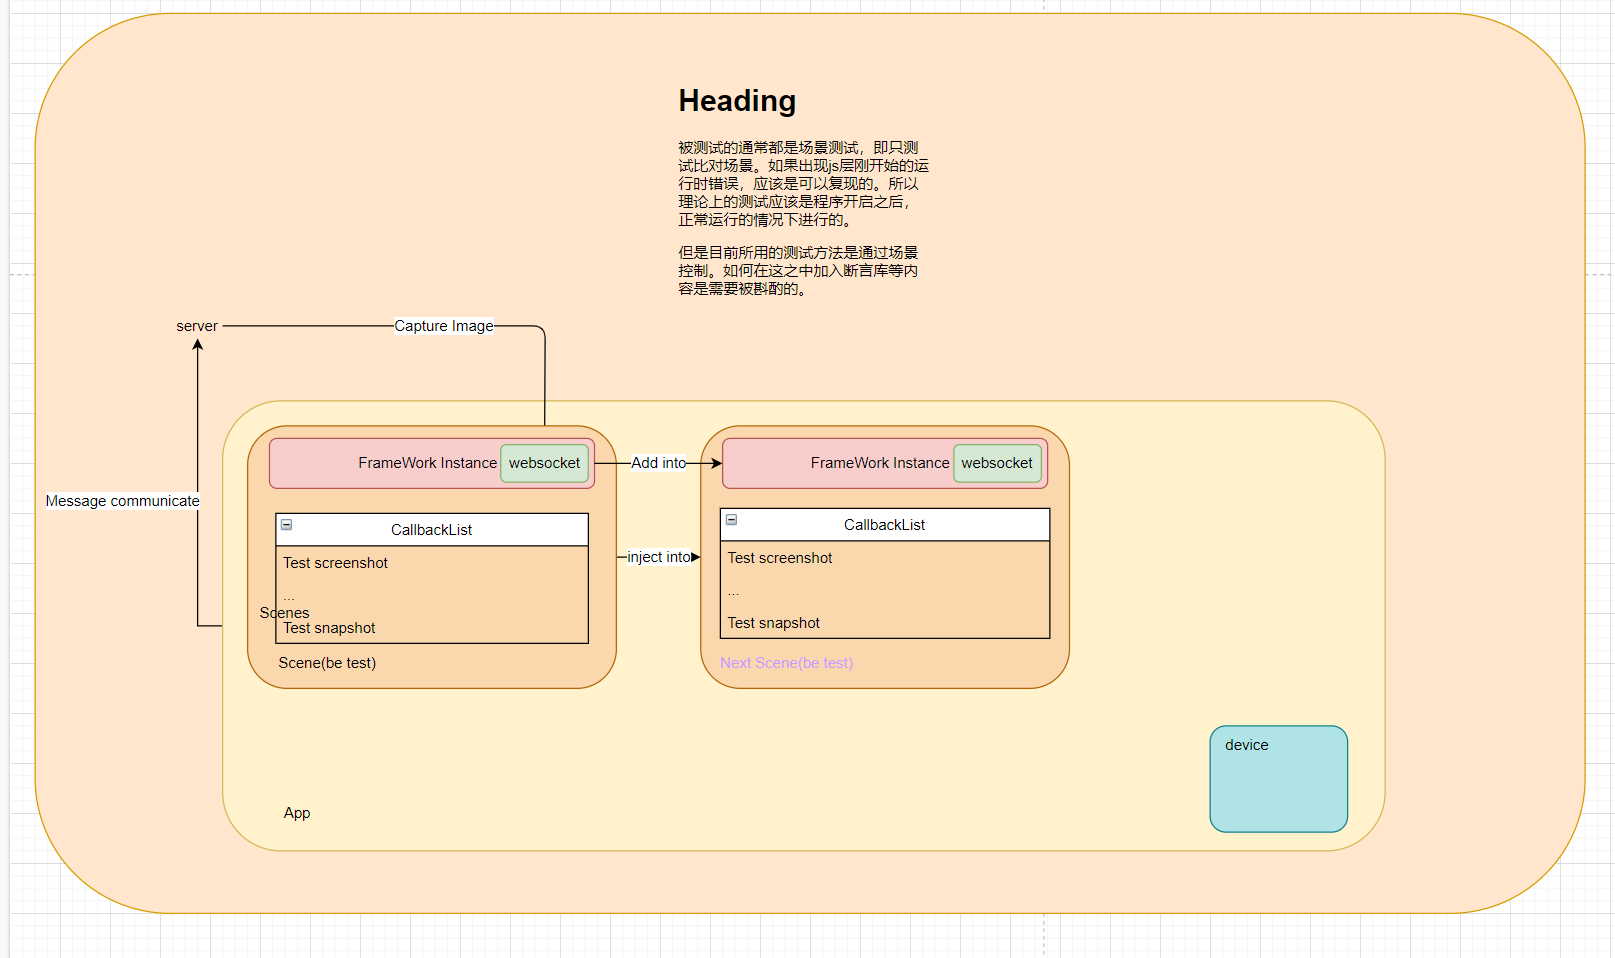 Heading
被测试的通常都是场景测试，即只测
试比对场景。如果出现js层刚开始的运
行时错误，应该是可以复现的。所以
理论上的测试应该是程序开启之后，
正常运行的情况下进行的。
但是目前所用的测试方法是通过场景
控制。如何在这之中加入断言库等内
容是需要被斟酌的。
server
Capture Image
Message communicate
FrameWork Instance
websocket
Add into
FrameWork Instance
websocket
CallbackList
Test screenshot
...
Scenes
Test snapshot
Scene(be test)
inject into
CallbackList
Test screenshot
...
Test snapshot
Next Scene(be test)
device
App